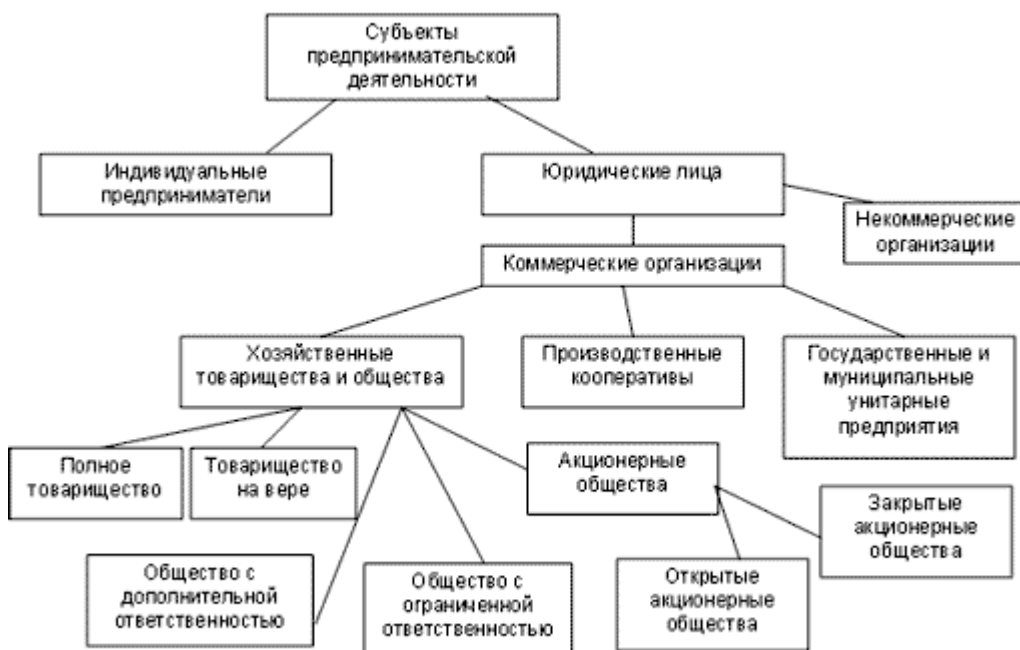 Субъекты
предпринимательской
деятельности
Индивидуальные
предприниматели
Юридические лица
Некоммерческие
организации
Коммерческие организации
Хозяйственные
товарищества и общества
Производственные
кооперативы
Государственные и
муниципальные
унитарные
предприятия
Полное
товарищество
Товарищество
на вере
Акционерные
общества
Закрытые
акционерные
общества
Общество с
дополнительной
ответственностью
Общество с
ограниченной
ответственностью
Открытые
акционерные
общества